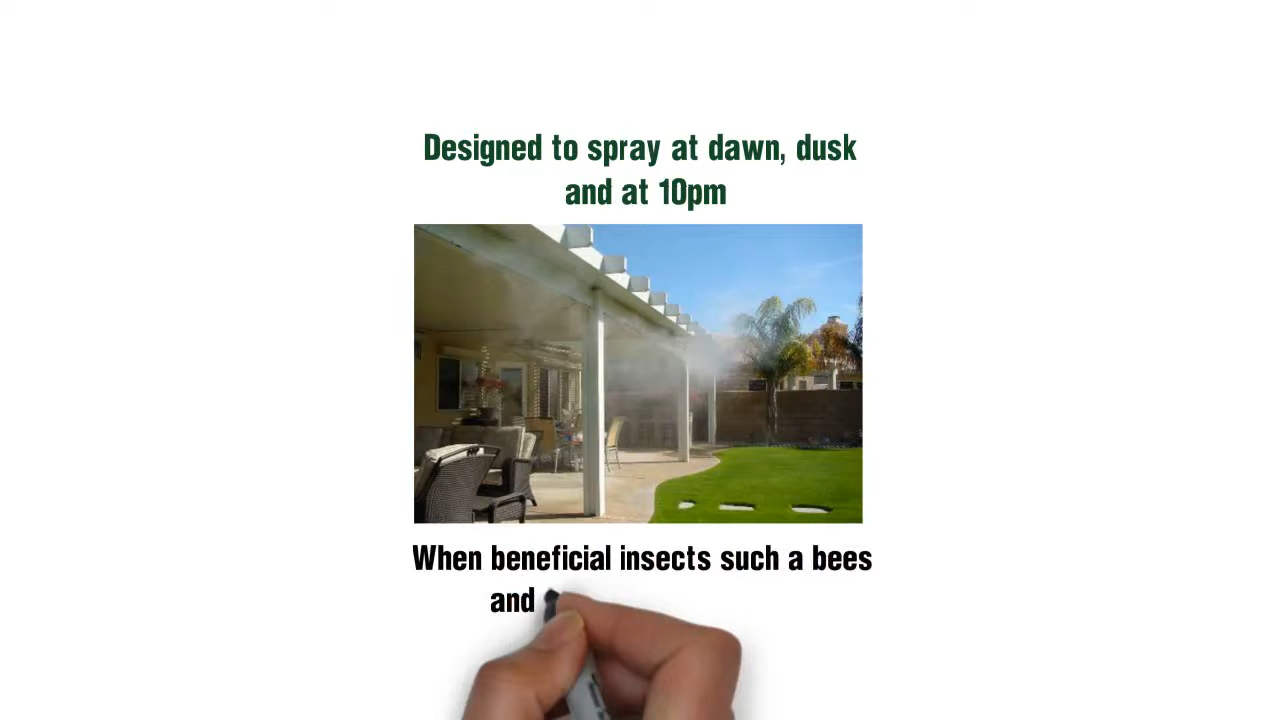 Designed to spray at dawn, dusk
and at 10pm
When beneficial insects such a bees
and